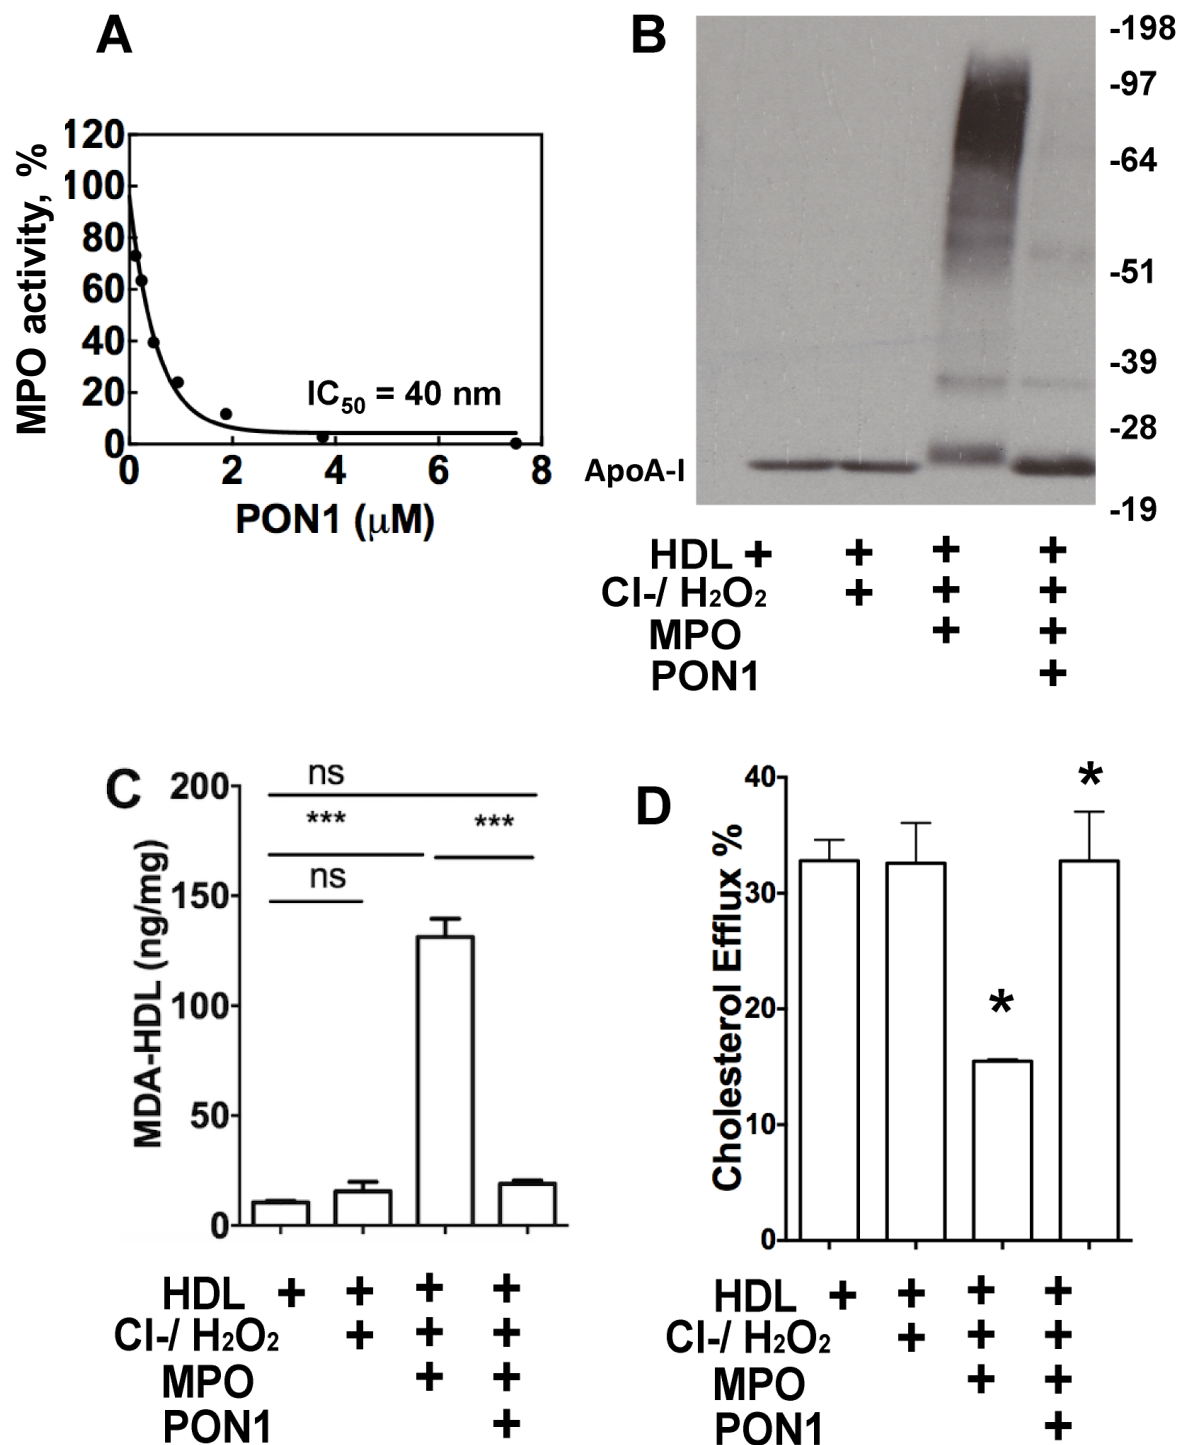 A
MPO activity, %
120
100
80
60
40
20
0
IC50 = 40 nm
0 2 4 6 8
PON1 (μM)
B
-198
-97
-64
-51
-39
-28
-19
ApoA-I
HDL + + + +
Cl-/ H2O2 + + +
MPO + +
PON1 +
C
MDA-HDL (ng/mg)
200
150
100
50
0
ns
*** ***
ns
HDL + + + +
Cl-/ H2O2 + + +
MPO + +
PON1 +
D
Cholesterol Efflux %
40
30
20
10
0
*
*
HDL + + + +
Cl-/ H2O2 + + +
MPO + +
PON1 +